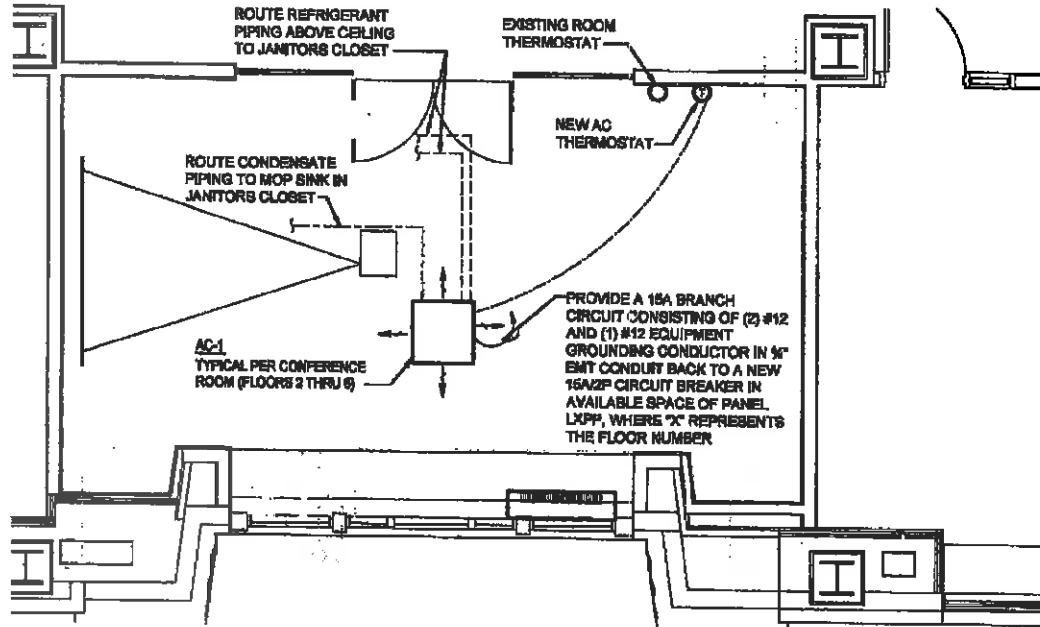 ROUTE REFRIGERANT
PIPING ABOVE CEILING
TO JANITORS CLOSET
EXISTING ROOM
THERMOSTAT
NEW AC
THERMOSTAT
ROUTE CONDENSATE
PIPING TO MOP SINK IN
JANITORS CLOSET
AC-1
TYPICAL PER CONFERENCE
ROOM (FLOORS 2 THRU 6)
PROVIDE A 15A BRANCH
CIRCUIT CONSISTING OF (2) #12
AND (1) #12 EQUIPMENT
GROUNDING CONDUCTOR IN ¾"
EMT CONDUIT BACK TO A NEW
15A/2P CIRCUIT BREAKER IN
AVAILABLE SPACE OF PANEL
LXPP, WHERE "X" REPRESENTS
THE FLOOR NUMBER